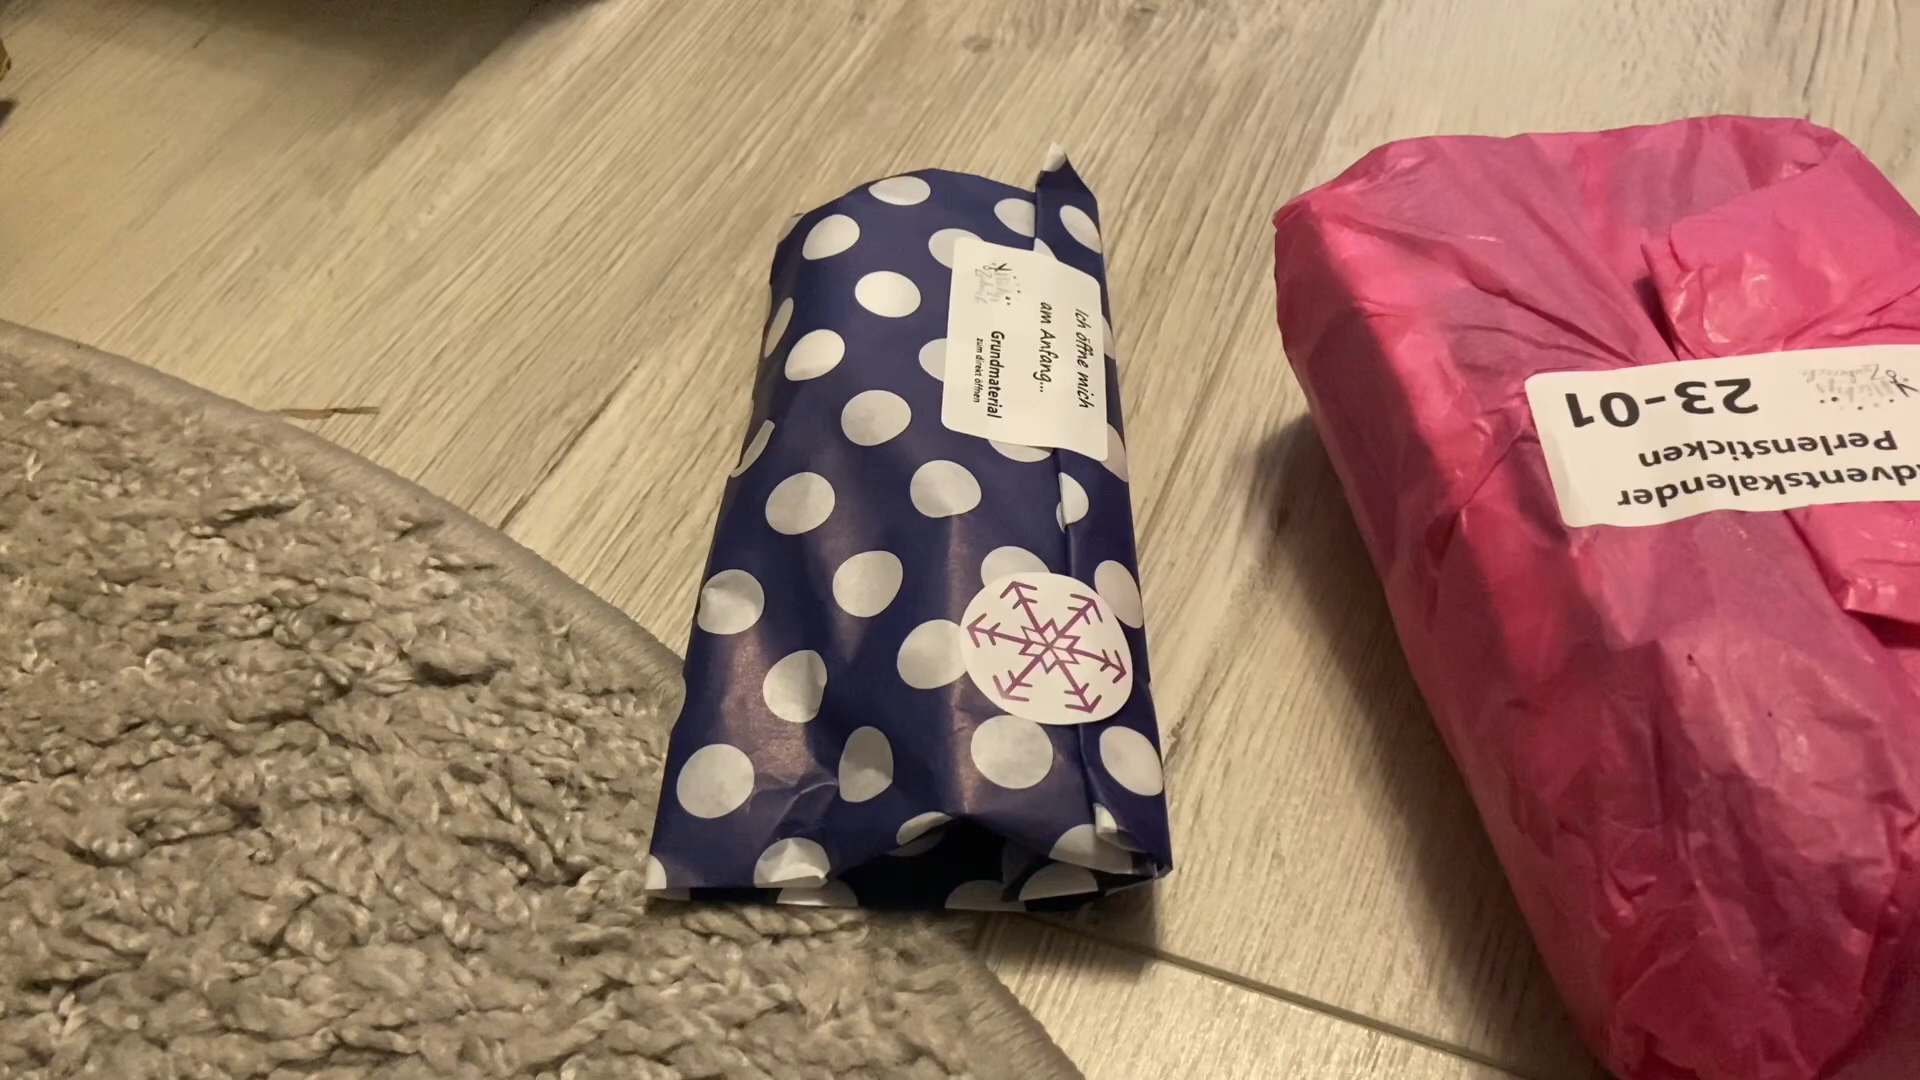 Ich öffne mich
am Anfang...
Grundmaterial
zum direkt öffnen
dventskalender
Perlensticken
23-01